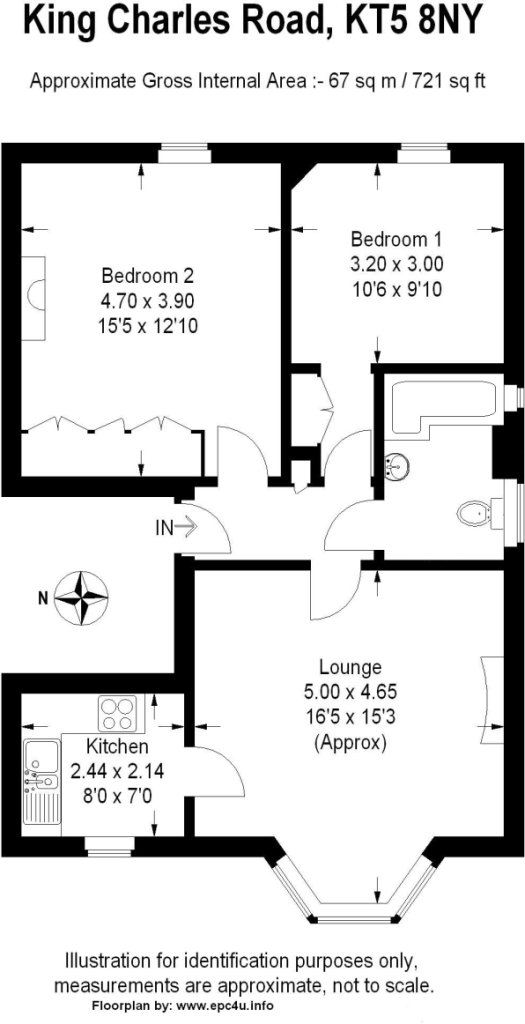 King Charles Road, KT5 8NY
Approximate Gross Internal Area :- 67 sq m / 721 sq ft
Bedroom 2
4.70 x 3.90
15'5 x 12'10
Bedroom 1
3.20 x 3.00
10'6 x 9'10
IN
N
Lounge
5.00 x 4.65
16'5 x 15'3
(Approx)
Kitchen
2.44 x 2.14
8'0 x 7'0
Illustration for identification purposes only,
measurements are approximate, not to scale.
Floorplan by: www.epc4u.info